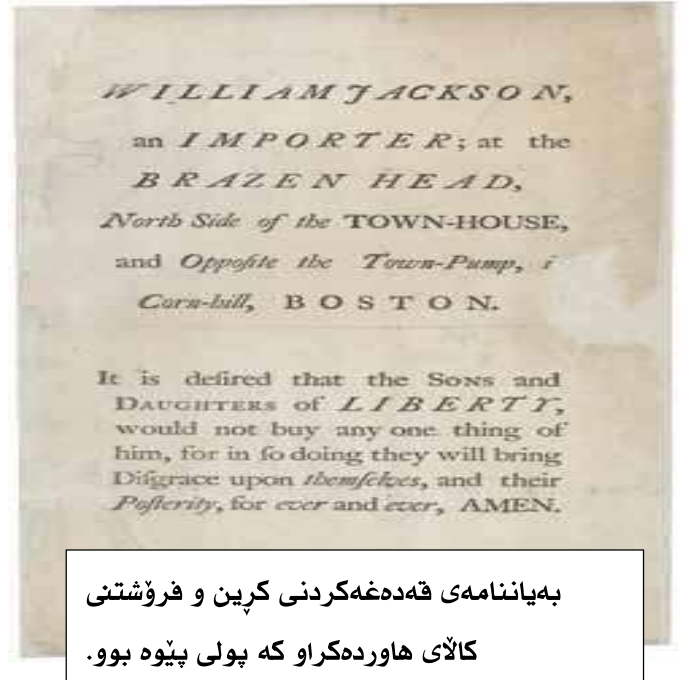 WILLIAM JACKSON,
an IMPORTER; at the
BRAZEN HEAD,
North Side of the TOWN-HOUSE,
and Oppoſite the Town-Pump, i
Corn-hill, BOSTON.
It is deſired that the SONS and
DAUGHTERS of LIBERTY,
would not buy any one thing of
him, for in ſo doing they will bring
Diſgrace upon themſelves, and their
Poſterity, for ever and ever, AMEN.
بەیاننامەی قەدەغەکردنی کڕین و فرۆشتنی
کاڵای هاوردەکراو کە پولی پێوە بوو.